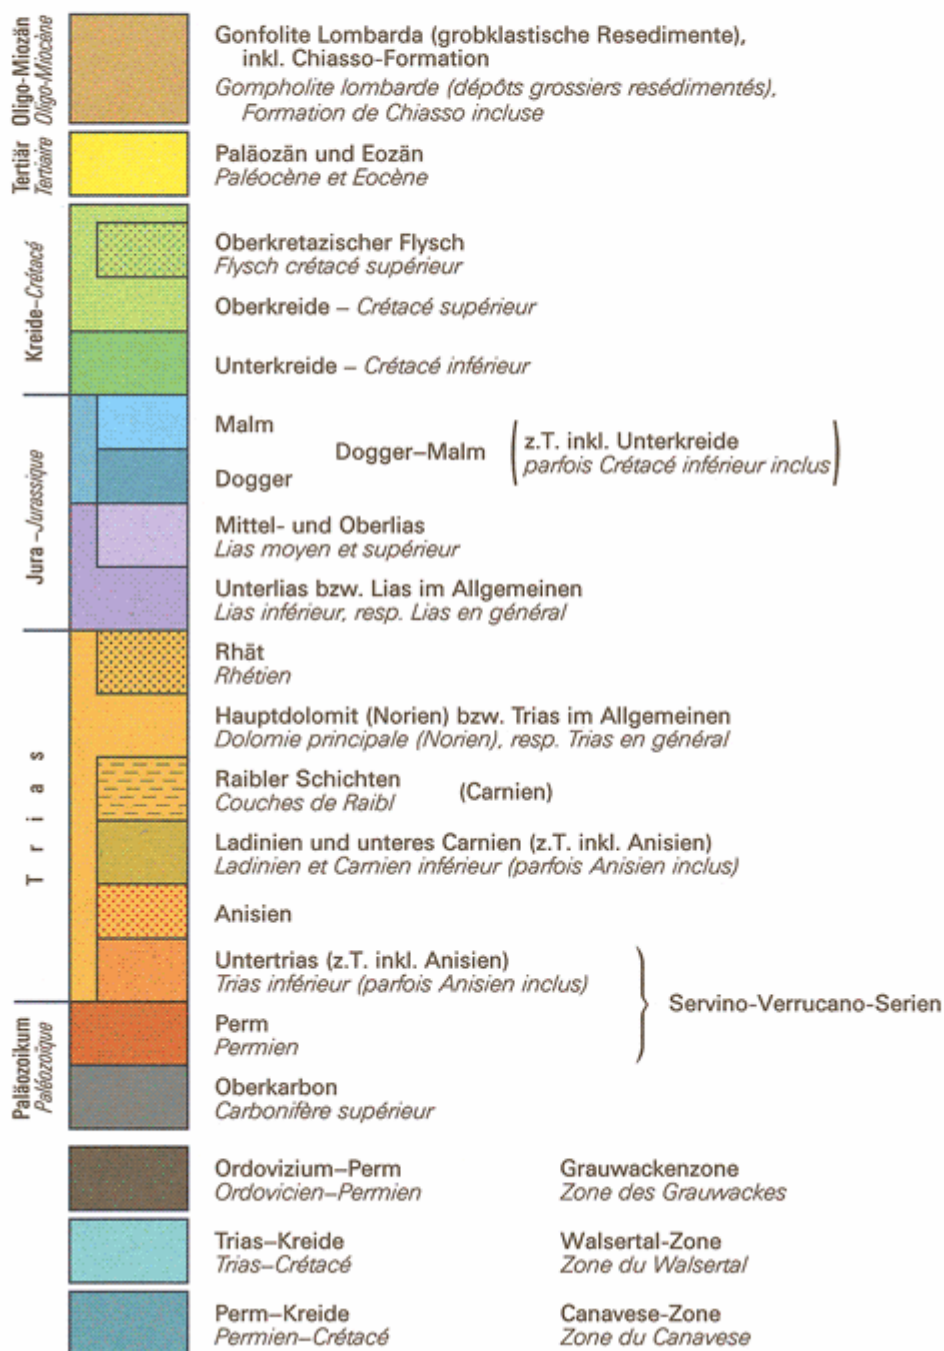 Oligo-Miozän
Oligo-Miocène
Gonfolite Lombarda (grobklastische Resedimente),
inkl. Chiasso-Formation
Gompholite lombarde (dépôts grossiers resédimentés),
Formation de Chiasso incluse
Tertiär
Tertiaire
Paläozän und Eozän
Paléocène et Eocène
Kreide–Crétacé
Oberkretazischer Flysch
Flysch crétacé supérieur
Oberkreide – Crétacé supérieur
Unterkreide – Crétacé inférieur
Jura –Jurassique
Malm
Dogger–Malm
z.T. inkl. Unterkreide
parfois Crétacé inférieur inclus
Dogger
Mittel- und Oberlias
Lias moyen et supérieur
Unterlias bzw. Lias im Allgemeinen
Lias inférieur, resp. Lias en général
Trias
Rhät
Rhétien
Hauptdolomit (Norien) bzw. Trias im Allgemeinen
Dolomie principale (Norien), resp. Trias en général
Raibler Schichten
Couches de Raibl
(Carnien)
Ladinien und unteres Carnien (z.T. inkl. Anisien)
Ladinien et Carnien inférieur (parfois Anisien inclus)
Anisien
Untertrias (z.T. inkl. Anisien)
Trias inférieur (parfois Anisien inclus)
Servino-Verrucano-Serien
Paläozoikum
Paléozoïque
Perm
Permien
Oberkarbon
Carbonifère supérieur
Ordovizium–Perm
Ordovicien–Permien
Grauwackenzone
Zone des Grauwackes
Trias–Kreide
Trias–Crétacé
Walsertal-Zone
Zone du Walsertal
Perm–Kreide
Permien–Crétacé
Canavese-Zone
Zone du Canavese